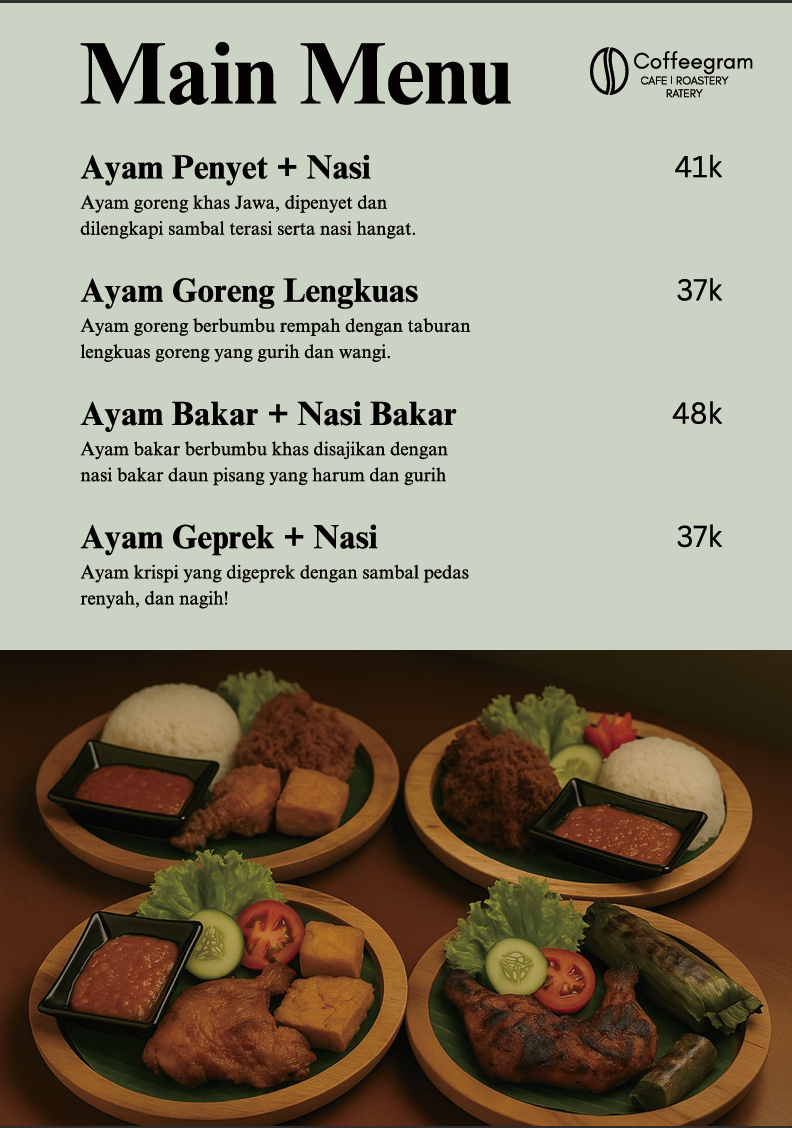 Main Menu
Coffeegram
CAFE | ROASTERY
RATERY
Ayam Penyet + Nasi 41k
Ayam goreng khas Jawa, dipenyet dan
dilengkapi sambal terasi serta nasi hangat.
Ayam Goreng Lengkuas 37k
Ayam goreng berbumbu rempah dengan taburan
lengkuas goreng yang gurih dan wangi.
Ayam Bakar + Nasi Bakar 48k
Ayam bakar berbumbu khas disajikan dengan
nasi bakar daun pisang yang harum dan gurih
Ayam Geprek + Nasi 37k
Ayam krispi yang digeprek dengan sambal pedas
renyah, dan nagih!